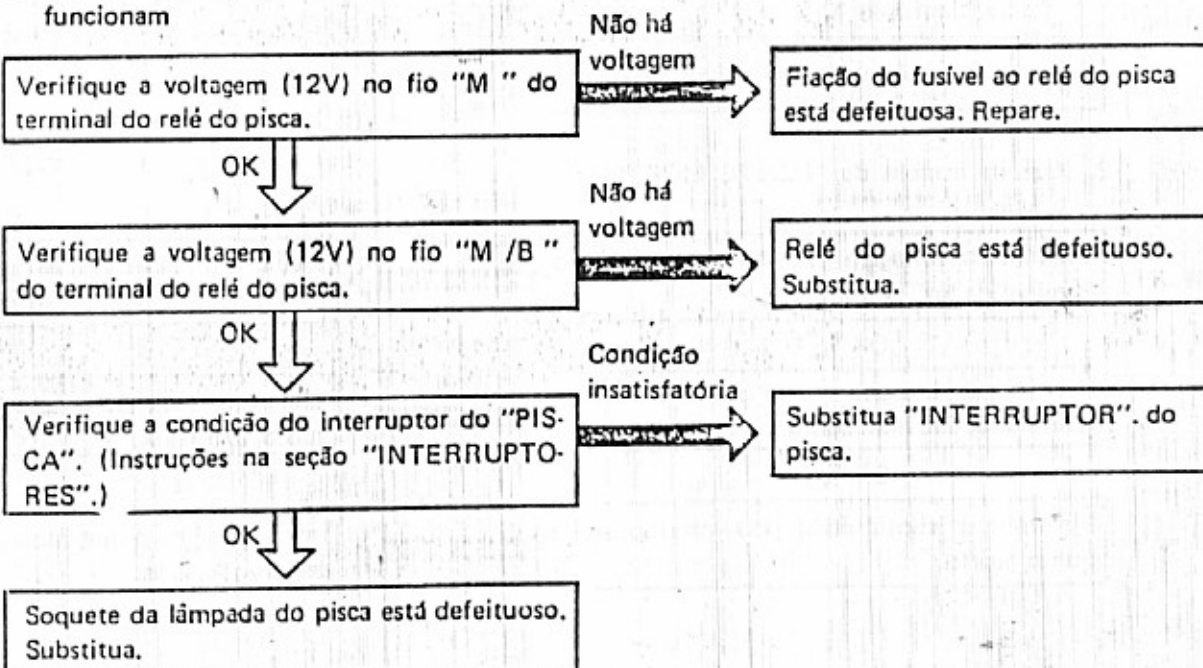 funcionam
Verifique a voltagem (12V) no fio "M " do
terminal do relé do pisca.
Não há
voltagem
Fiação do fusível ao relé do pisca
está defeituosa. Repare.
OK
Verifique a voltagem (12V) no fio "M /B "
do terminal do relé do pisca.
Não há
voltagem
Relé do pisca está defeituoso.
Substitua.
OK
Verifique a condição do interruptor do "PIS-
CA". (Instruções na seção "INTERRUPTO-
RES".)
Condição
insatisfatória
Substitua "INTERRUPTOR". do
pisca.
OK
Soquete da lâmpada do pisca está defeituoso.
Substitua.